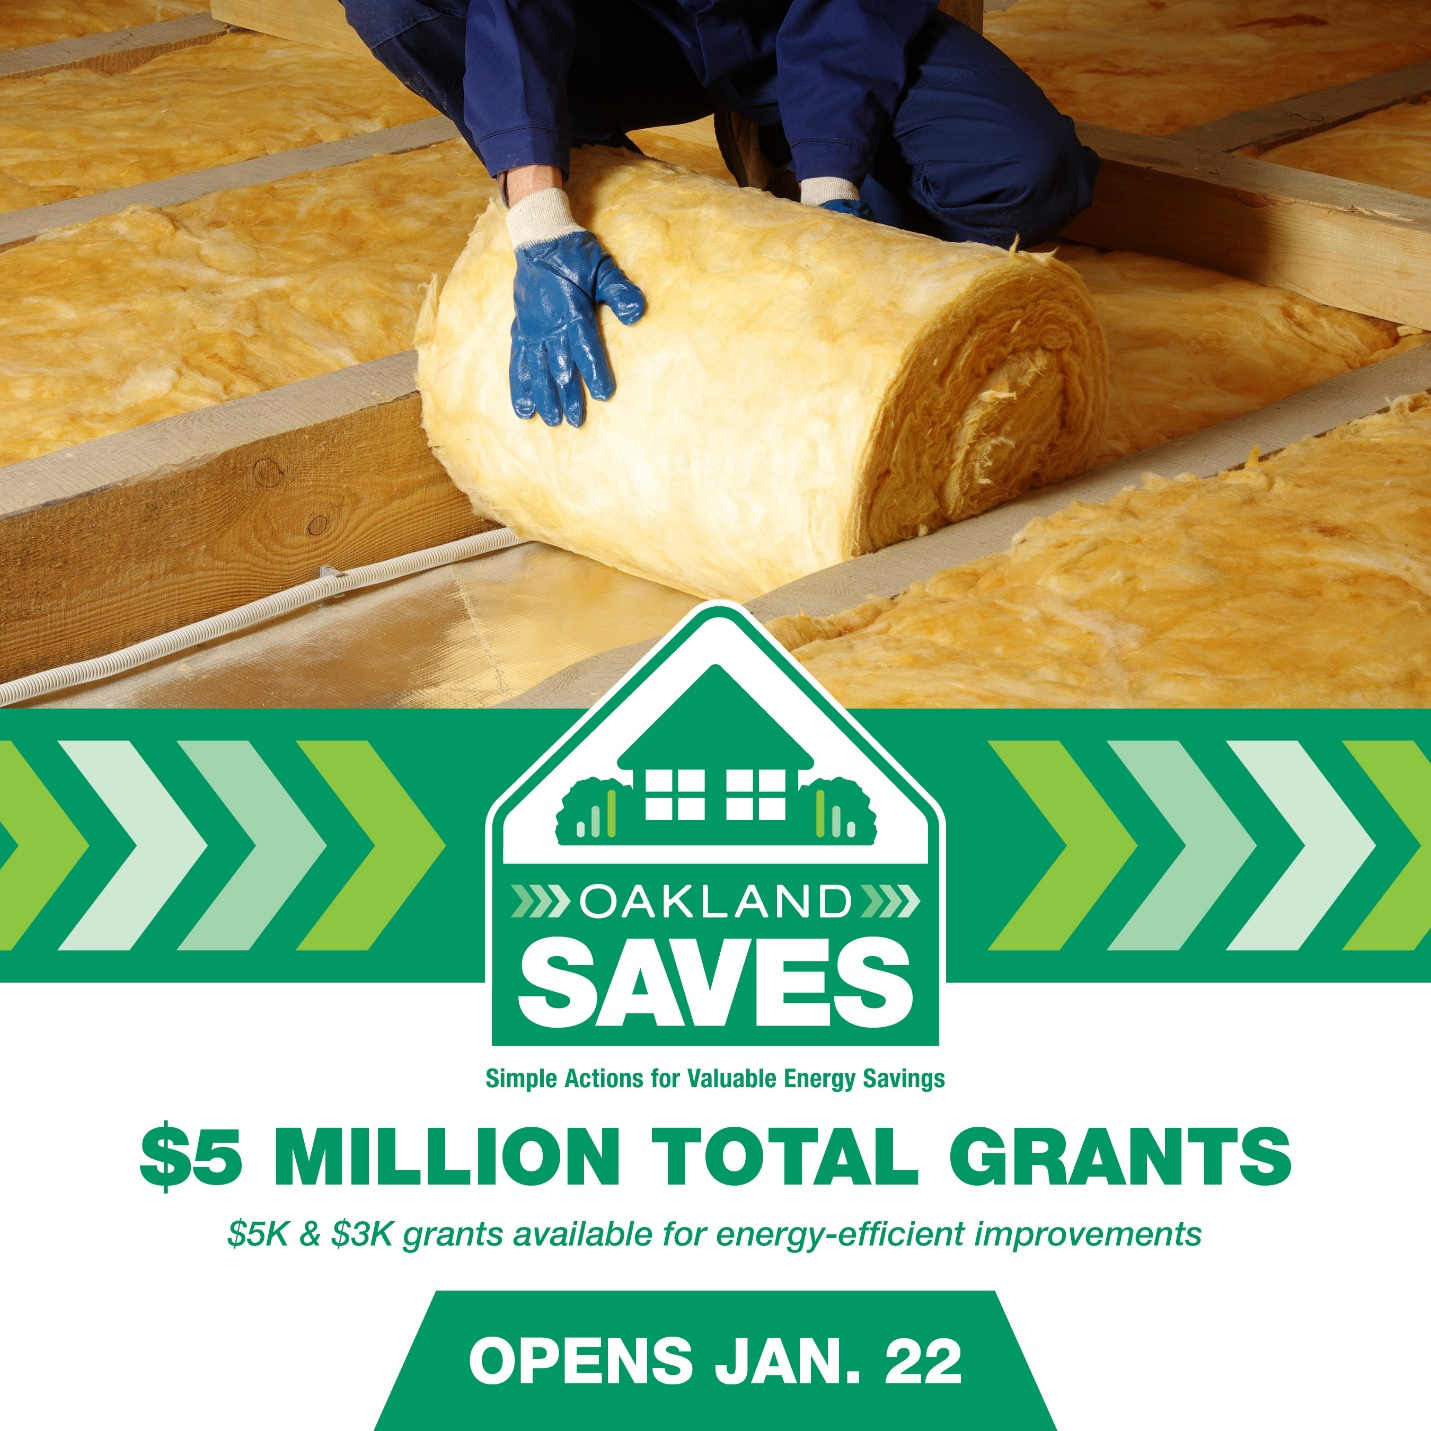 OAKLAND
SAVES
Simple Actions for Valuable Energy Savings
$5 MILLION TOTAL GRANTS
$5K & $3K grants available for energy-efficient improvements
OPENS JAN. 22